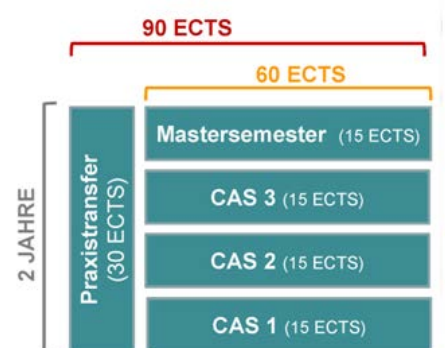 90 ECTS
60 ECTS
2 JAHRE
Praxistransfer
(30 ECTS)
Mastersemester (15 ECTS)
CAS 3 (15 ECTS)
CAS 2 (15 ECTS)
CAS 1 (15 ECTS)